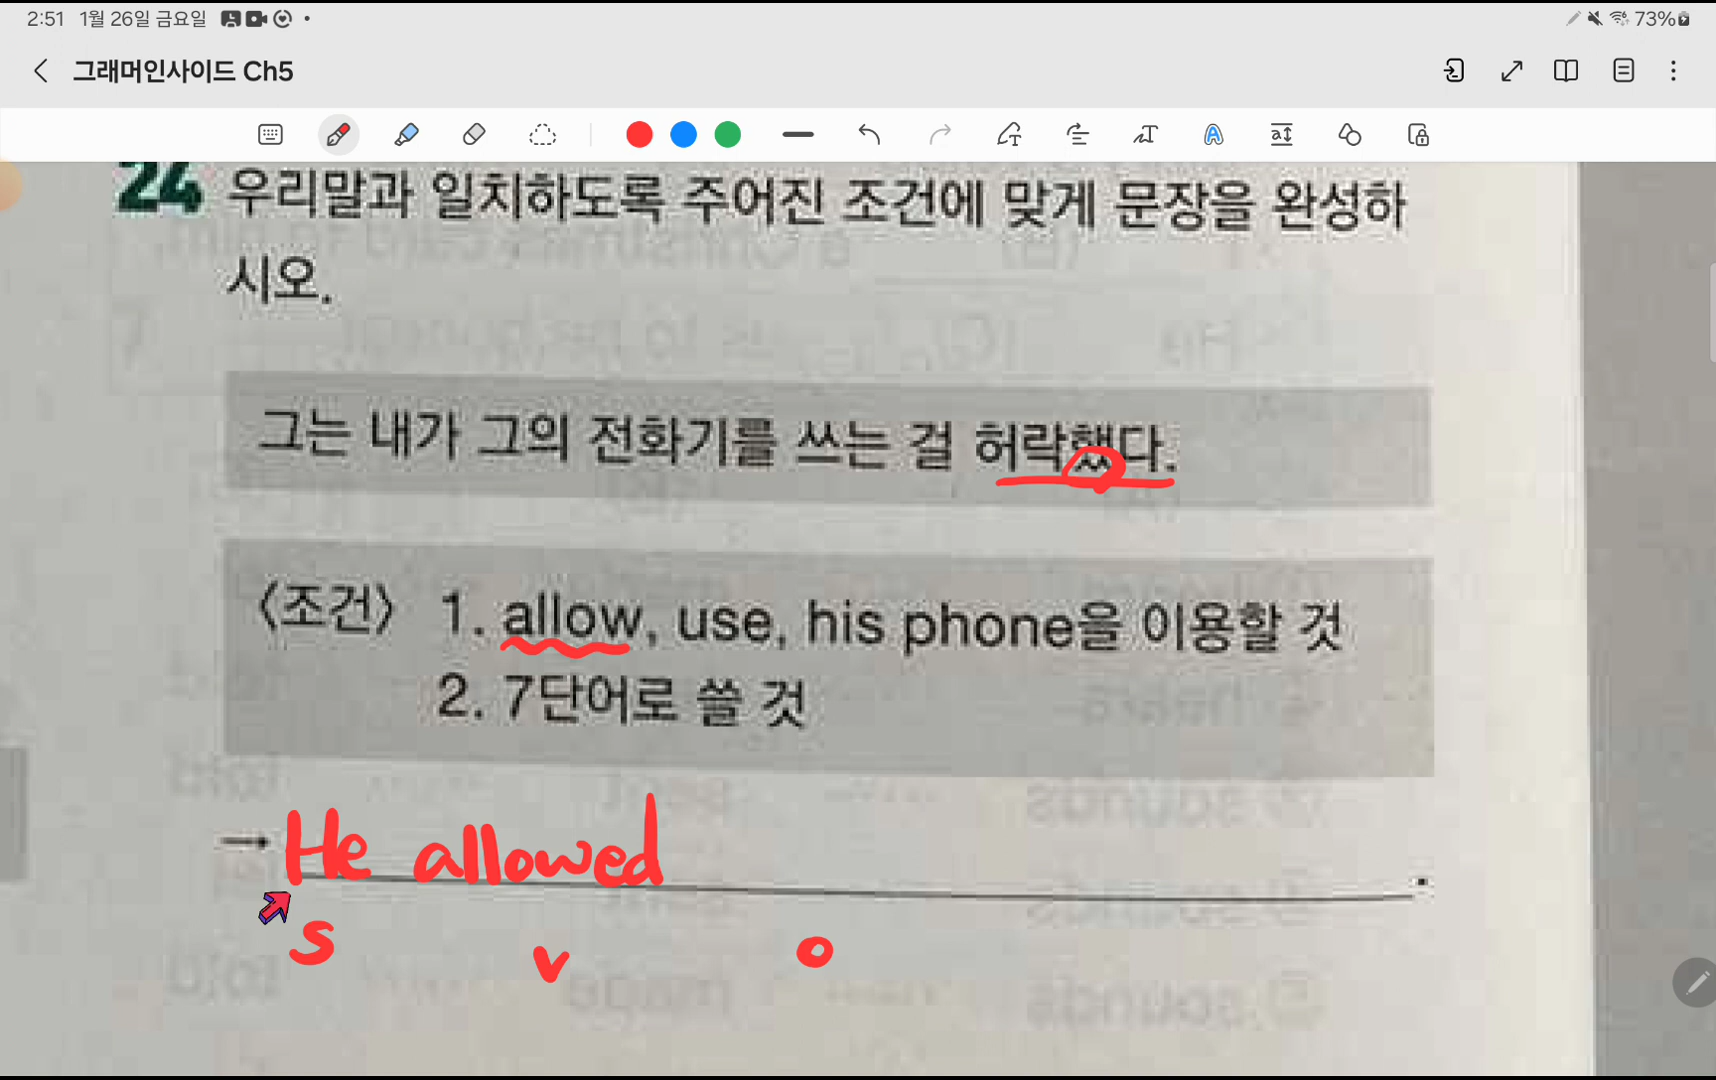 2:51 1월 26일 금요일
73%
그래머인사이드 Ch5
24 우리말과 일치하도록 주어진 조건에 맞게 문장을 완성하
시오.
그는 내가 그의 전화기를 쓰는 걸 허락했다.
〈조건〉 1. allow, use, his phone을 이용할 것
2. 7단어로 쓸 것
→ He allowed .
s v o